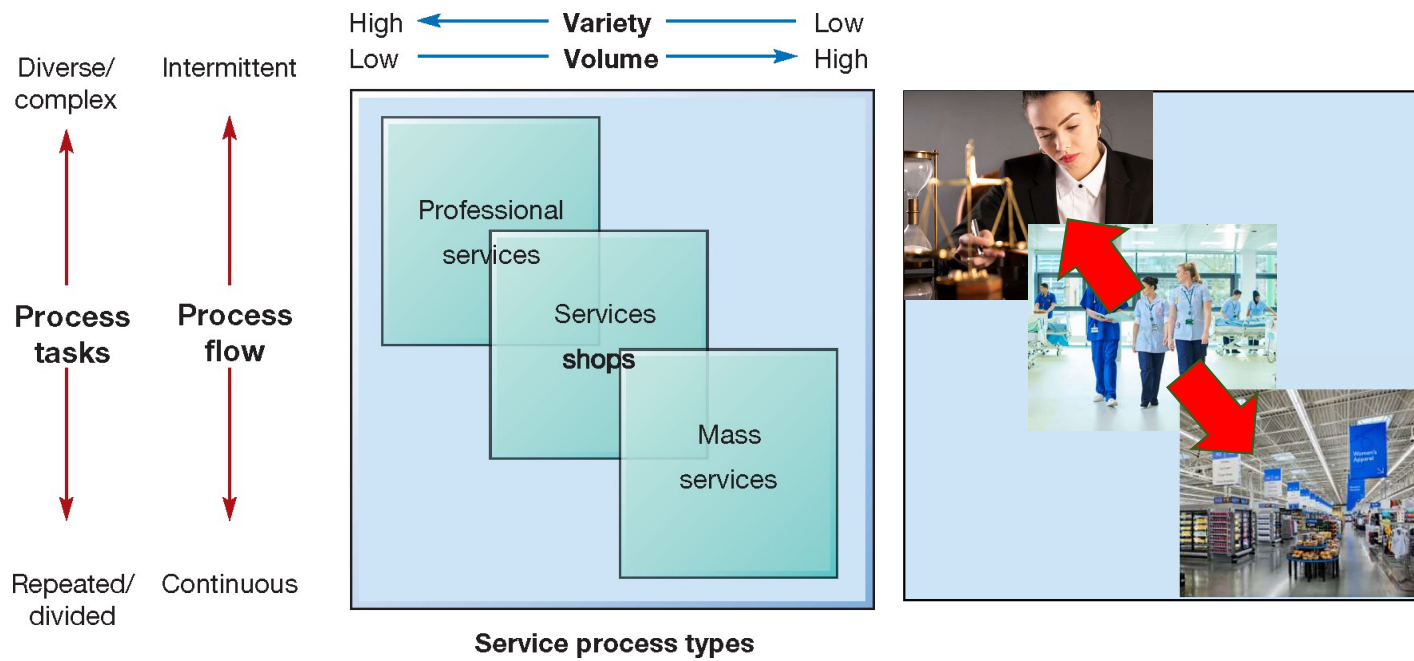 High Variety Low
Low Volume High
Diverse/
complex
Intermittent
Process
tasks
Process
flow
Repeated/
divided
Continuous
Professional
services
Services
shops
Mass
services
Service process types
Women's
Apparel